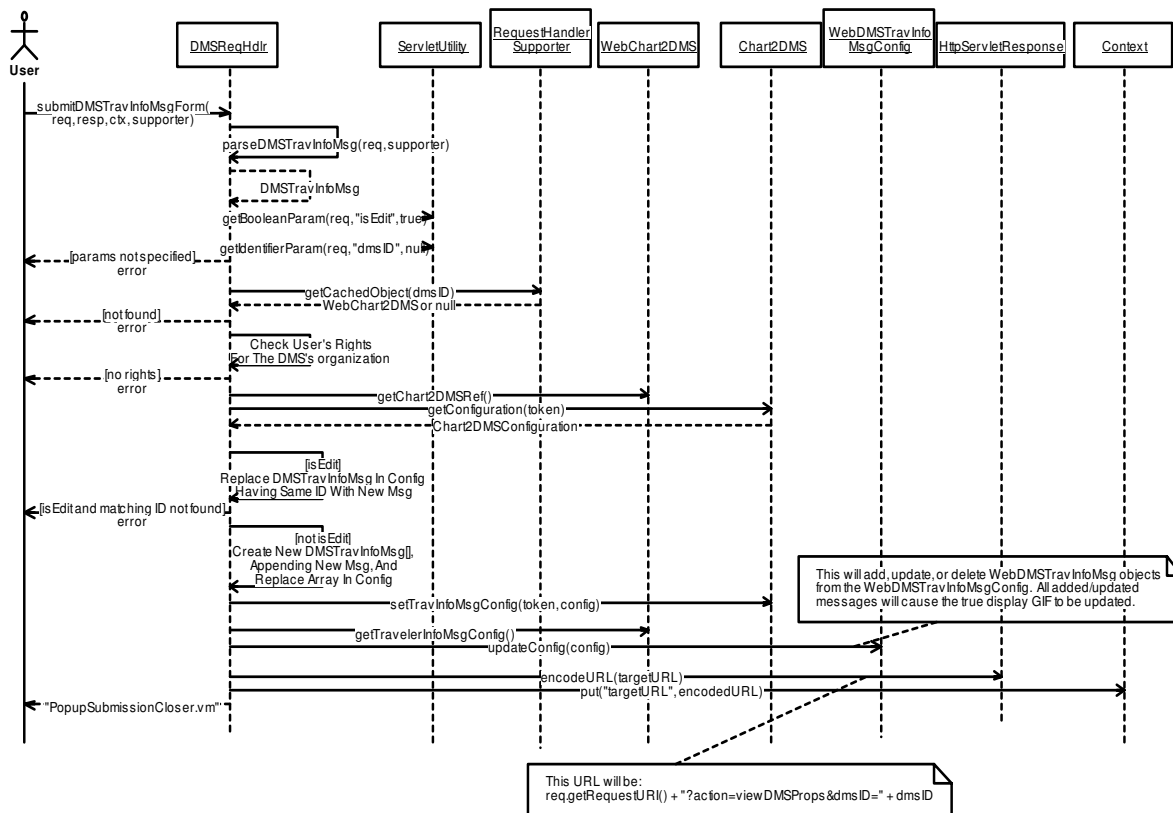 RequestHandler
Supporter
WebDMSTravInfo
MsgConfig
DMSReqHdlr
ServletUtility
WebChart2DMS
Chart2DMS
HttpServletResponse
Context
User
submitDMSTravInfoMsgForm(
req, resp, ctx, supporter)
parseDMSTravInfoMsg(req, supporter)
DMSTravInfoMsg
getBooleanParam(req, "isEdit", true)
getIdentifierParam(req, "dmsID", null)
[params not specified]
error
getCachedObject(dmsID)
WebChart2DMS or null
[not found]
error
Check User's Rights
For The DMS's organization
[no rights]
error
getChart2DMSRef()
getConfiguration(token)
Chart2DMSConfiguration
[isEdit]
Replace DMSTravInfoMsg In Config
Having Same ID With New Msg
[isEdit and matching ID not found]
error
[not isEdit]
Create New DMSTravInfoMsg[],
Appending New Msg, And
Replace Array In Config
This will add, update, or delete WebDMSTravInfoMsg objects
from the WebDMSTravInfoMsgConfig. All added/updated
messages will cause the true display GIF to be updated.
setTravInfoMsgConfig(token, config)
getTravelerInfoMsgConfig()
updateConfig(config)
encodeURL(targetURL)
put("targetURL", encodedURL)
"PopupSubmissionCloser.vm"
This URL will be:
req.getRequestURI() + "?action=viewDMSProps&dmsID=" + dmsID